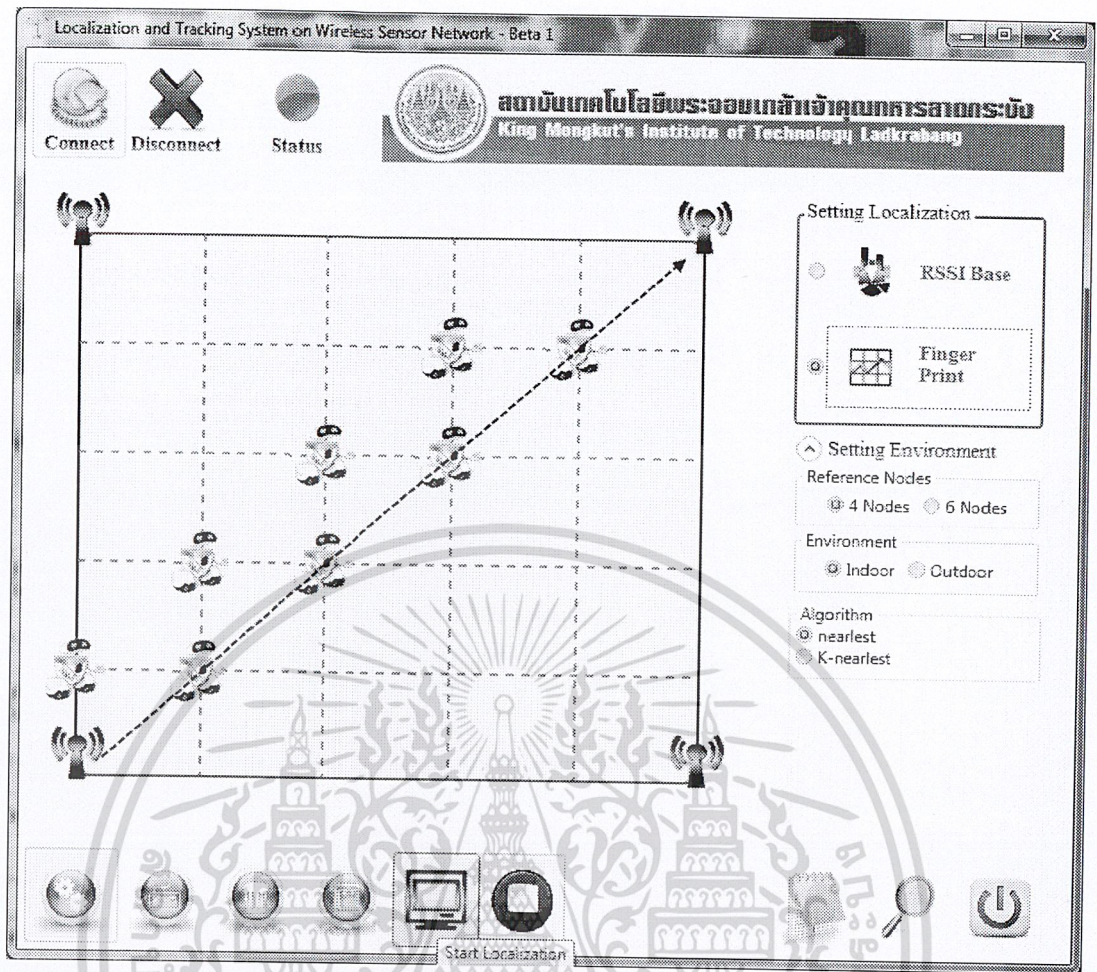 Localization and Tracking System on Wireless Sensor Network - Beta 1
Connect Disconnect Status
สถาบันเทคโนโลยีพระจอมเกล้าเจ้าคุณทหารลาดกระบัง
King Mongkut's Institute of Technology Ladkrabang
Setting Localization
RSSI Base
Finger
Print
Setting Environment
Reference Nodes
4 Nodes 6 Nodes
Environment
Indoor Outdoor
Algorithm
nearlest
K-nearlest
Start Localization